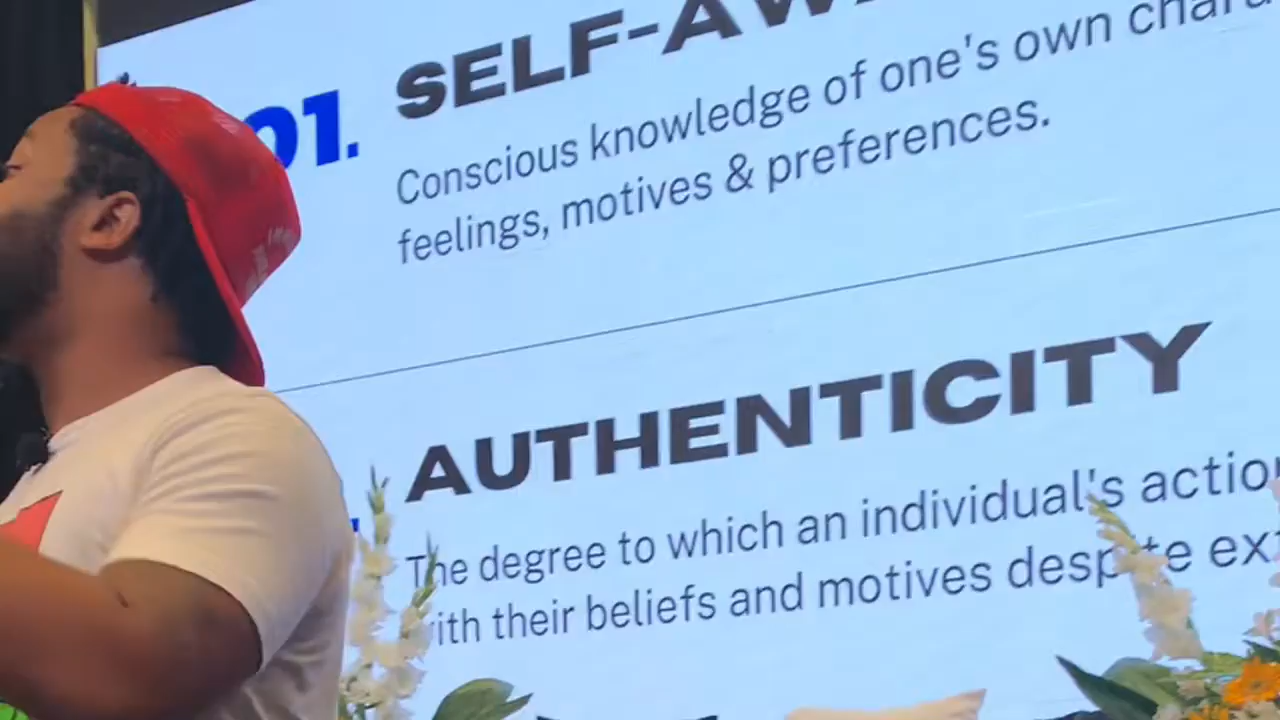 01.
SELF-AW
Conscious knowledge of one's own chara
feelings, motives & preferences.
AUTHENTICITY
The degree to which an individual's actio
with their beliefs and motives despite ex